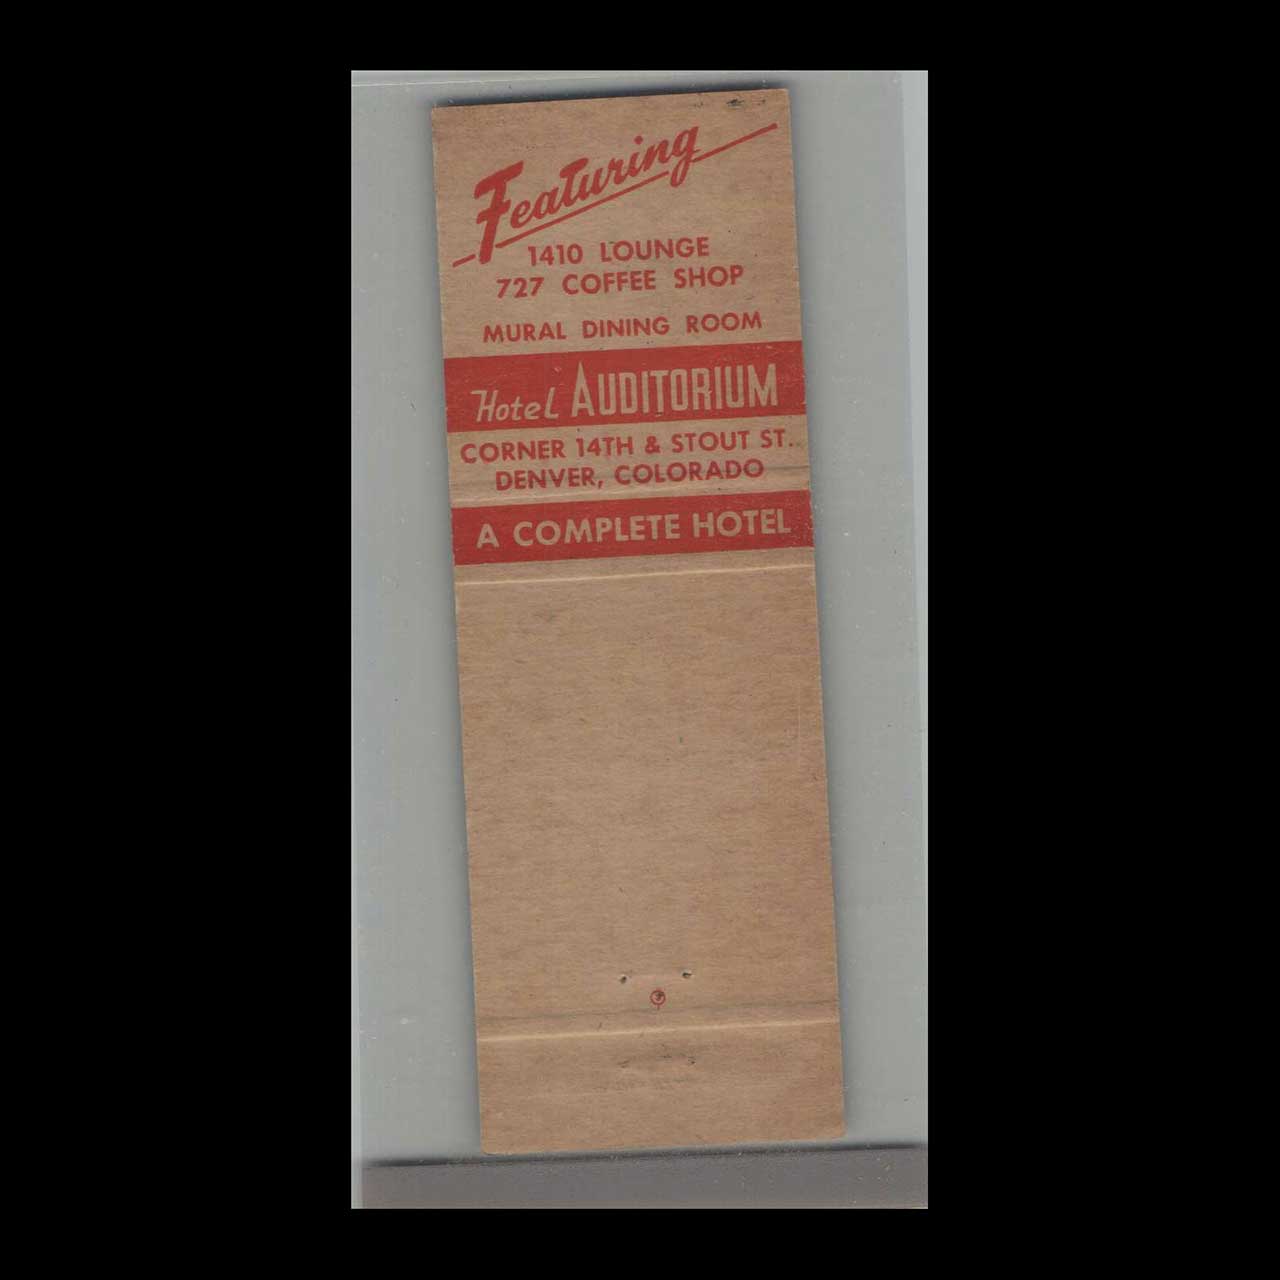 Featuring
1410 LOUNGE
727 COFFEE SHOP
MURAL DINING ROOM
Hotel AUDITORIUM
CORNER 14TH & STOUT ST.
DENVER, COLORADO
A COMPLETE HOTEL